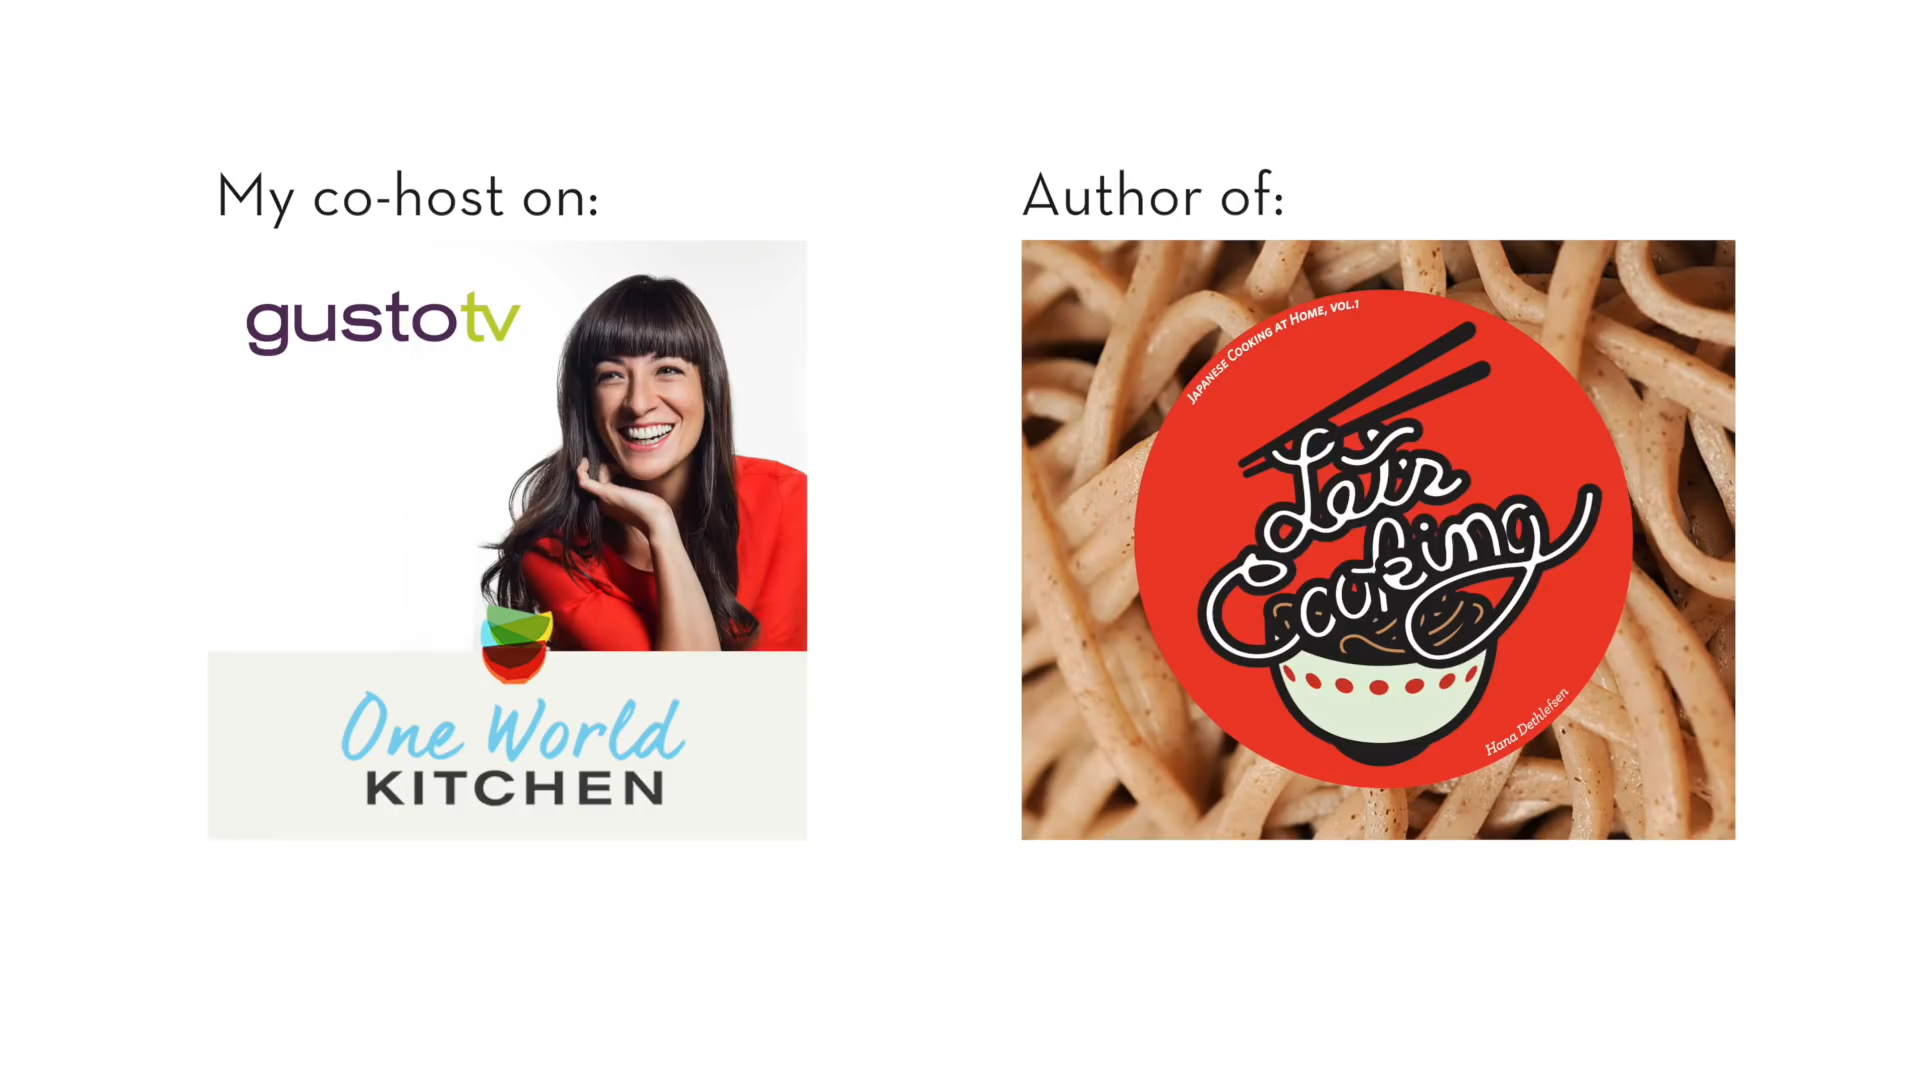 My co-host on:
gustotv
One World
KITCHEN
Author of:
JAPANESE COOKING AT HOME, VOL.1
Let's
Cooking
Hana Dethlefsen